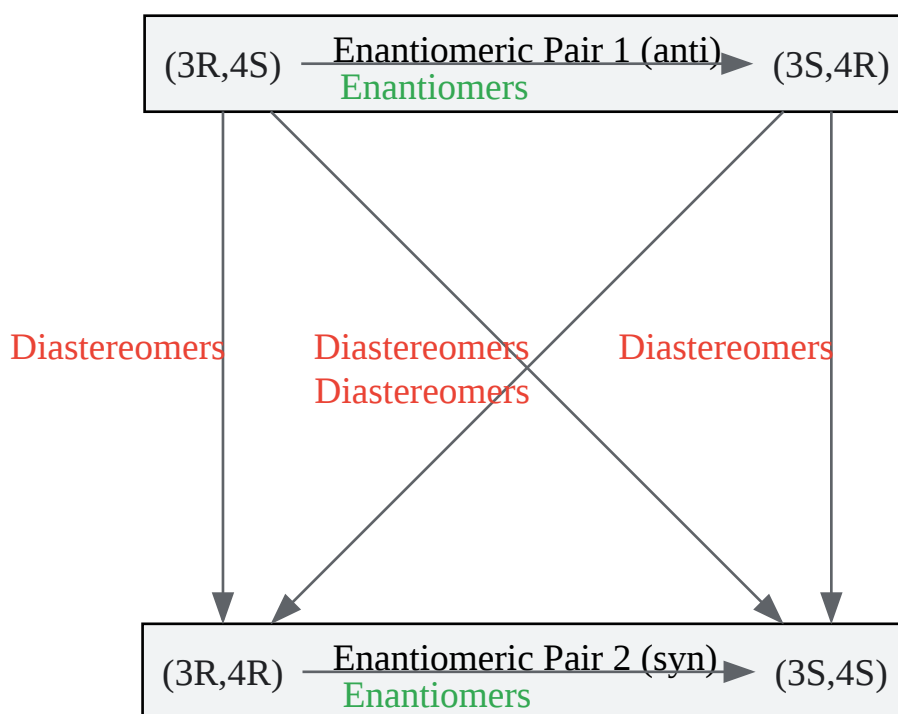 (3R,4S) Enantiomeric Pair 1 (anti) (3S,4R)
Enantiomers
Diastereomers Diastereomers Diastereomers
Diastereomers
(3R,4R) Enantiomeric Pair 2 (syn) (3S,4S)
Enantiomers